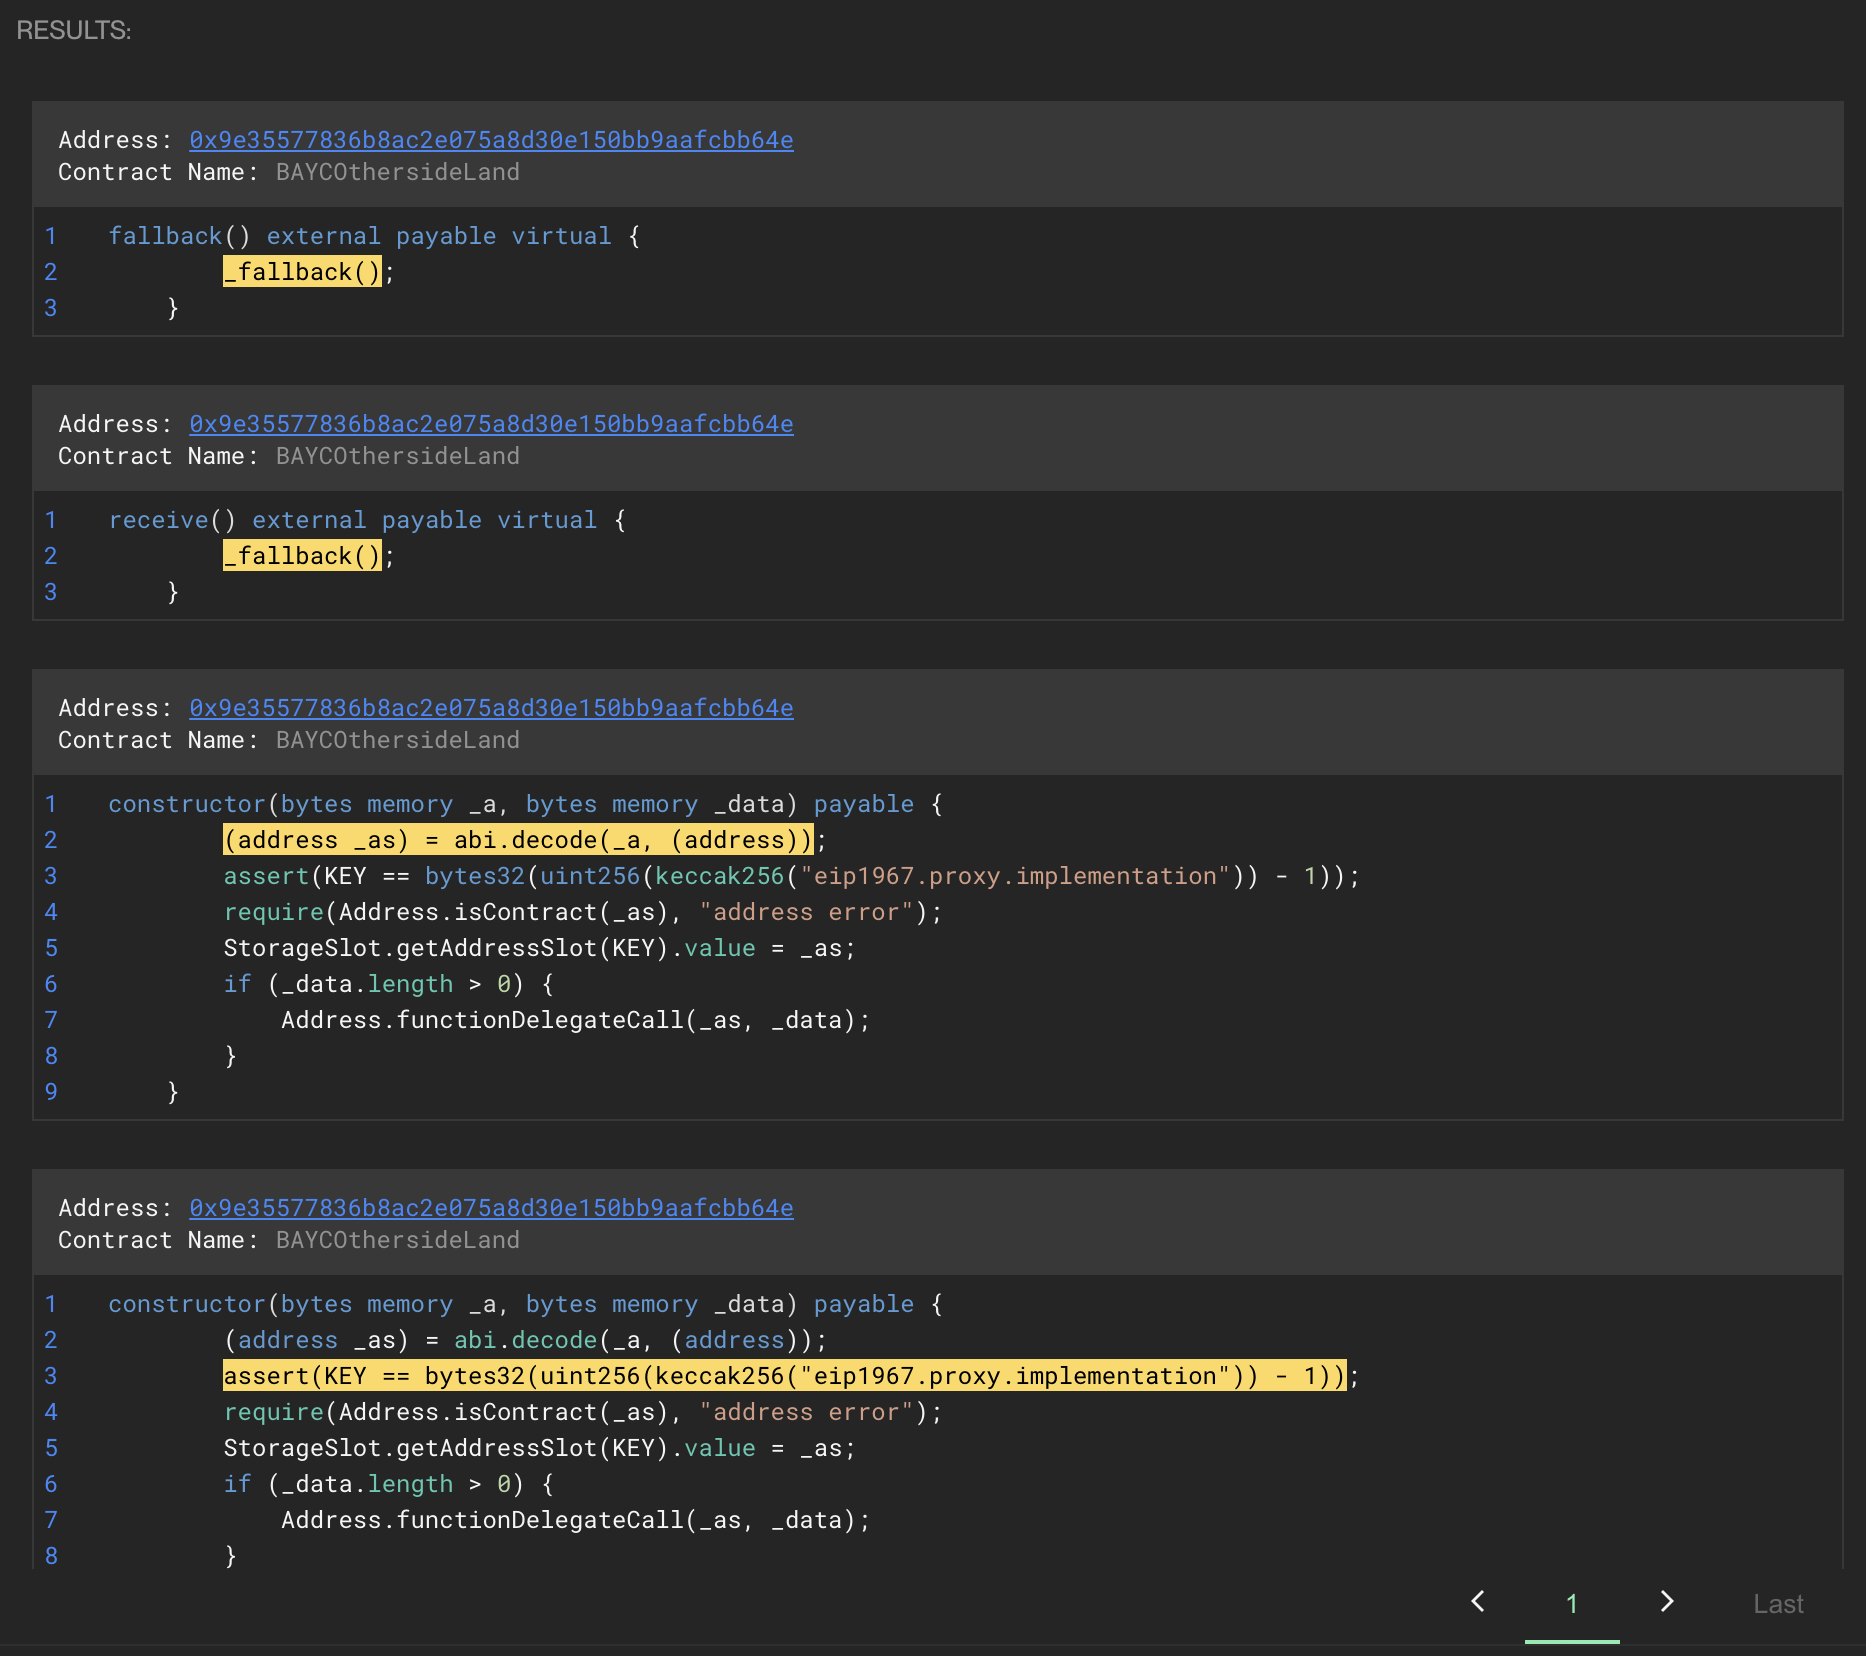 RESULTS:
Address: 0x9e35577836b8ac2e075a8d30e150bb9aafcbb64e
Contract Name: BAYCOthersideLand
1 fallback() external payable virtual {
2 _fallback();
3 }
Address: 0x9e35577836b8ac2e075a8d30e150bb9aafcbb64e
Contract Name: BAYCOthersideLand
1 receive() external payable virtual {
2 _fallback();
3 }
Address: 0x9e35577836b8ac2e075a8d30e150bb9aafcbb64e
Contract Name: BAYCOthersideLand
1 constructor(bytes memory _a, bytes memory _data) payable {
2 (address _as) = abi.decode(_a, (address));
3 assert(KEY == bytes32(uint256(keccak256("eip1967.proxy.implementation")) - 1));
4 require(Address.isContract(_as), "address error");
5 StorageSlot.getAddressSlot(KEY).value = _as;
6 if (_data.length > 0) {
7 Address.functionDelegateCall(_as, _data);
8 }
9 }
Address: 0x9e35577836b8ac2e075a8d30e150bb9aafcbb64e
Contract Name: BAYCOthersideLand
1 constructor(bytes memory _a, bytes memory _data) payable {
2 (address _as) = abi.decode(_a, (address));
3 assert(KEY == bytes32(uint256(keccak256("eip1967.proxy.implementation")) - 1));
4 require(Address.isContract(_as), "address error");
5 StorageSlot.getAddressSlot(KEY).value = _as;
6 if (_data.length > 0) {
7 Address.functionDelegateCall(_as, _data);
8 }
1 Last